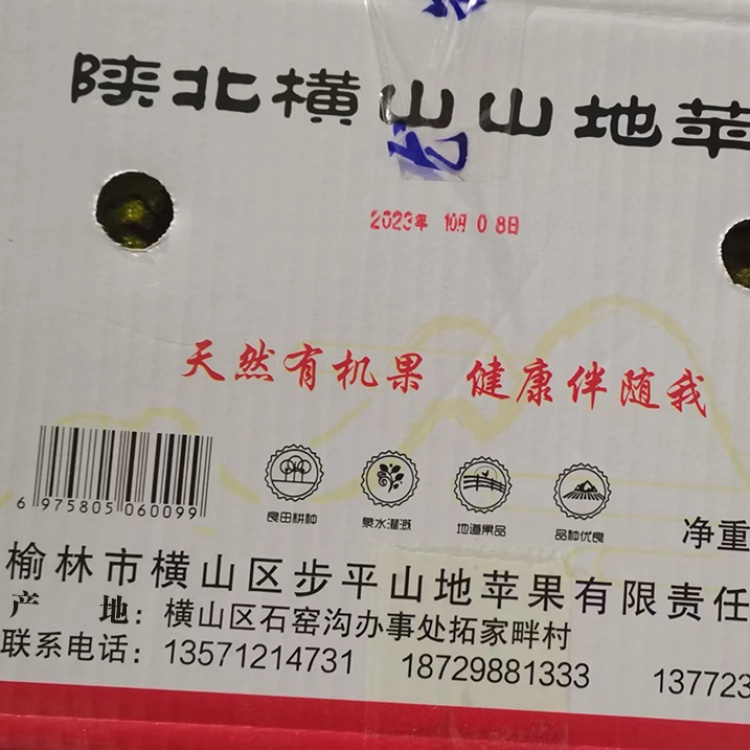 陕北横山山地苹
2023年 10月 08日
天然有机果 健康伴随我
6 975805 060099
良田耕种 泉水灌溉 地道果品 品种优良
净重
榆林市横山区步平山地苹果有限责任
产 地：横山区石窑沟办事处拓家畔村
联系电话：13571214731 18729881333 137723